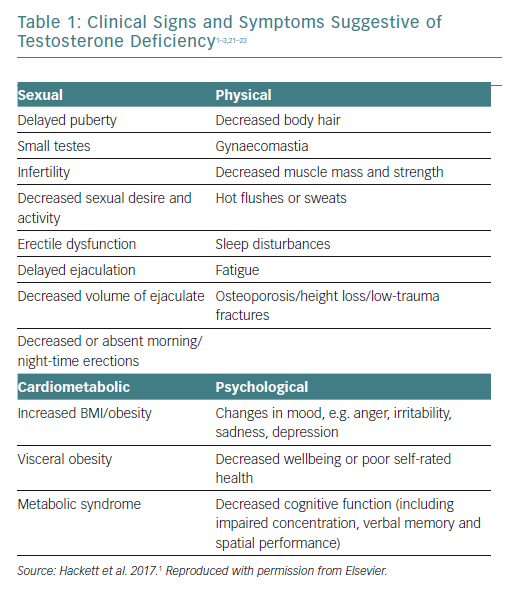 Table 1: Clinical Signs and Symptoms Suggestive of
Testosterone Deficiency1–3,21–23
Sexual Physical
Delayed puberty Decreased body hair
Small testes Gynaecomastia
Infertility Decreased muscle mass and strength
Decreased sexual desire and Hot flushes or sweats
activity
Erectile dysfunction Sleep disturbances
Delayed ejaculation Fatigue
Decreased volume of ejaculate Osteoporosis/height loss/low-trauma
fractures
Decreased or absent morning/
night-time erections
Cardiometabolic Psychological
Increased BMI/obesity Changes in mood, e.g. anger, irritability,
sadness, depression
Visceral obesity Decreased wellbeing or poor self-rated
health
Metabolic syndrome Decreased cognitive function (including
impaired concentration, verbal memory and
spatial performance)
Source: Hackett et al. 2017.1 Reproduced with permission from Elsevier.